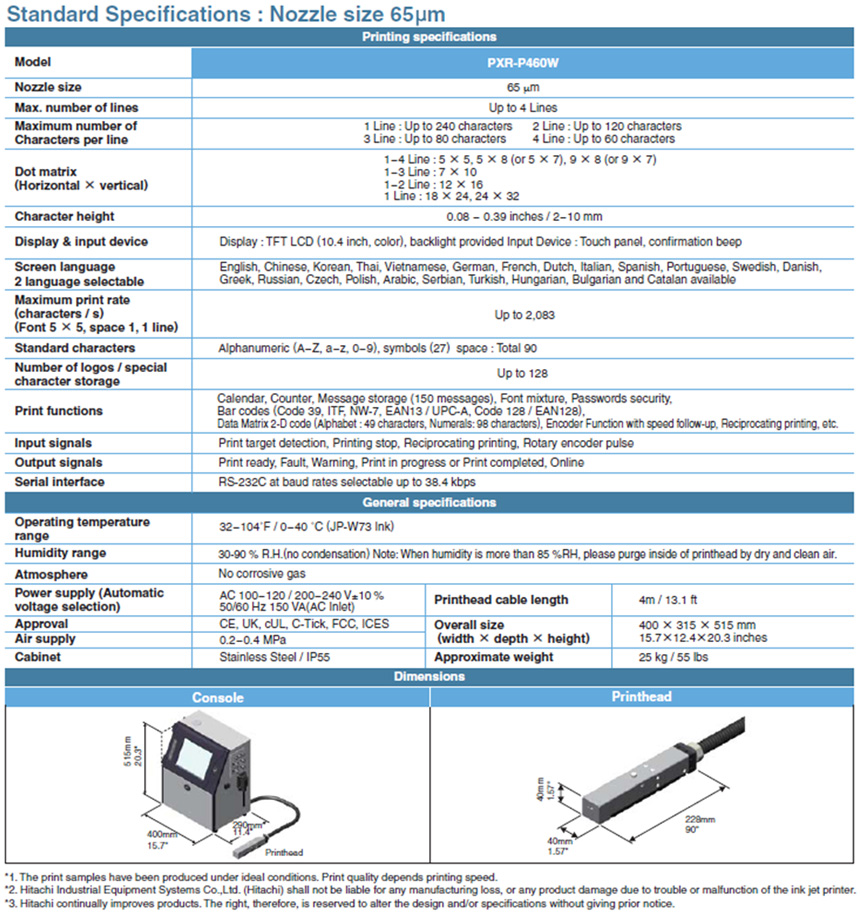 Standard Specifications : Nozzle size 65μm
Printing specifications
Model PXR-P460W
Nozzle size 65 μm
Max. number of lines Up to 4 Lines
Maximum number of
Characters per line
1 Line : Up to 240 characters 2 Line : Up to 120 characters
3 Line : Up to 80 characters 4 Line : Up to 60 characters
Dot matrix
(Horizontal × vertical)
1−4 Line : 5 × 5, 5 × 8 (or 5 × 7), 9 × 8 (or 9 × 7)
1−3 Line : 7 × 10
1−2 Line : 12 × 16
1 Line : 18 × 24, 24 × 32
Character height 0.08 − 0.39 inches / 2−10 mm
Display & input device Display : TFT LCD (10.4 inch, color), backlight provided Input Device : Touch panel, confirmation beep
Screen language
2 language selectable
English, Chinese, Korean, Thai, Vietnamese, German, French, Dutch, Italian, Spanish, Portuguese, Swedish, Danish,
Greek, Russian, Czech, Polish, Arabic, Serbian, Turkish, Hungarian, Bulgarian and Catalan available
Maximum print rate
(characters / s)
(Font 5 × 5, space 1, 1 line)
Up to 2,083
Standard characters Alphanumeric (A−Z, a−z, 0−9), symbols (27) space : Total 90
Number of logos / special
character storage
Up to 128
Print functions
Calendar, Counter, Message storage (150 messages), Font mixture, Passwords security,
Bar codes (Code 39, ITF, NW-7, EAN13 / UPC-A, Code 128 / EAN128),
Data Matrix 2-D code (Alphabet : 49 characters, Numerals: 98 characters), Encoder Function with speed follow-up, Reciprocating printing, etc.
Input signals Print target detection, Printing stop, Reciprocating printing, Rotary encoder pulse
Output signals Print ready, Fault, Warning, Print in progress or Print completed, Online
Serial interface RS-232C at baud rates selectable up to 38.4 kbps
General specifications
Operating temperature
range
32−104˚F / 0−40 ˚C (JP-W73 Ink)
Humidity range 30-90 % R.H.(no condensation) Note: When humidity is more than 85 %RH, please purge inside of printhead by dry and clean air.
Atmosphere No corrosive gas
Power supply (Automatic
voltage selection)
AC 100−120 / 200−240 V±10 %
50/60 Hz 150 VA(AC Inlet)
Printhead cable length 4m / 13.1 ft
Approval CE, UK, cUL, C-Tick, FCC, ICES
Air supply 0.2−0.4 MPa
Overall size
(width × depth × height)
400 × 315 × 515 mm
15.7×12.4×20.3 inches
Cabinet Stainless Steel / IP55
Approximate weight 25 kg / 55 lbs
Dimensions
Console Printhead
515mm
20.3"
400mm
15.7"
290mm"
11.4"
Printhead
40mm
1.57"
40mm
1.57"
228mm
90"
*1. The print samples have been produced under ideal conditions. Print quality depends printing speed.
*2. Hitachi Industrial Equipment Systems Co.,Ltd. (Hitachi) shall not be liable for any manufacturing loss, or any product damage due to trouble or malfunction of the ink jet printer.
*3. Hitachi continually improves products. The right, therefore, is reserved to alter the design and/or specifications without giving prior notice.